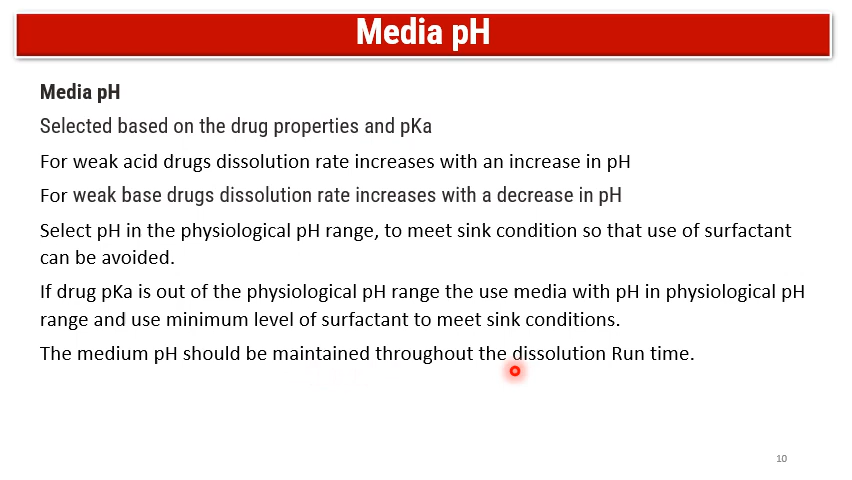 Media pH
Media pH
Selected based on the drug properties and pKa
For weak acid drugs dissolution rate increases with an increase in pH
For weak base drugs dissolution rate increases with a decrease in pH
Select pH in the physiological pH range, to meet sink condition so that use of surfactant
can be avoided.
If drug pKa is out of the physiological pH range the use media with pH in physiological pH
range and use minimum level of surfactant to meet sink conditions.
The medium pH should be maintained throughout the dissolution Run time.
10